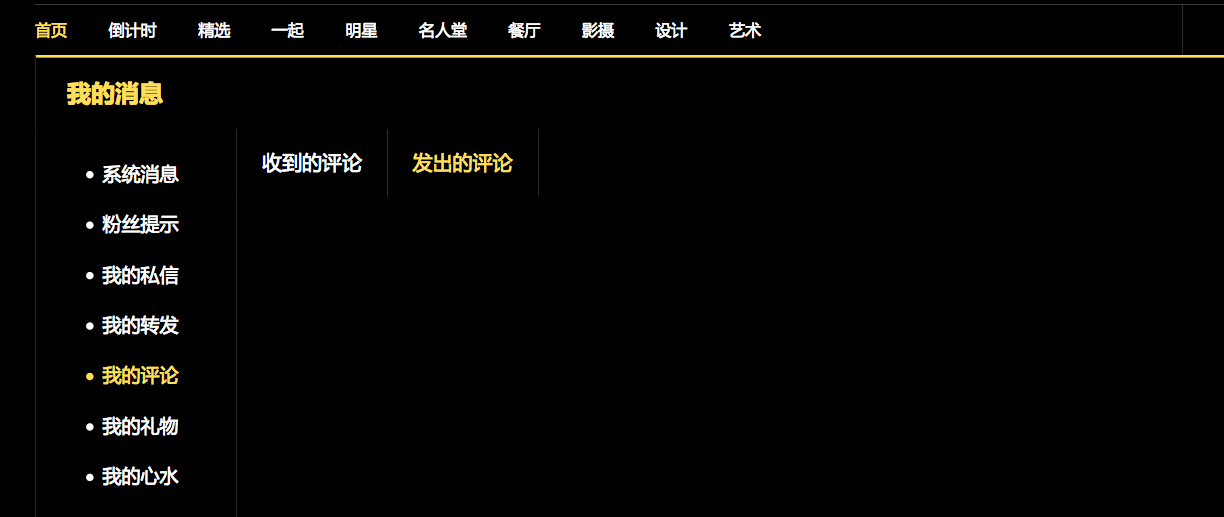 首页 倒计时 精选 一起 明星 名人堂 餐厅 影摄 设计 艺术
我的消息
收到的评论 发出的评论
系统消息
粉丝提示
我的私信
我的转发
我的评论
我的礼物
我的心水